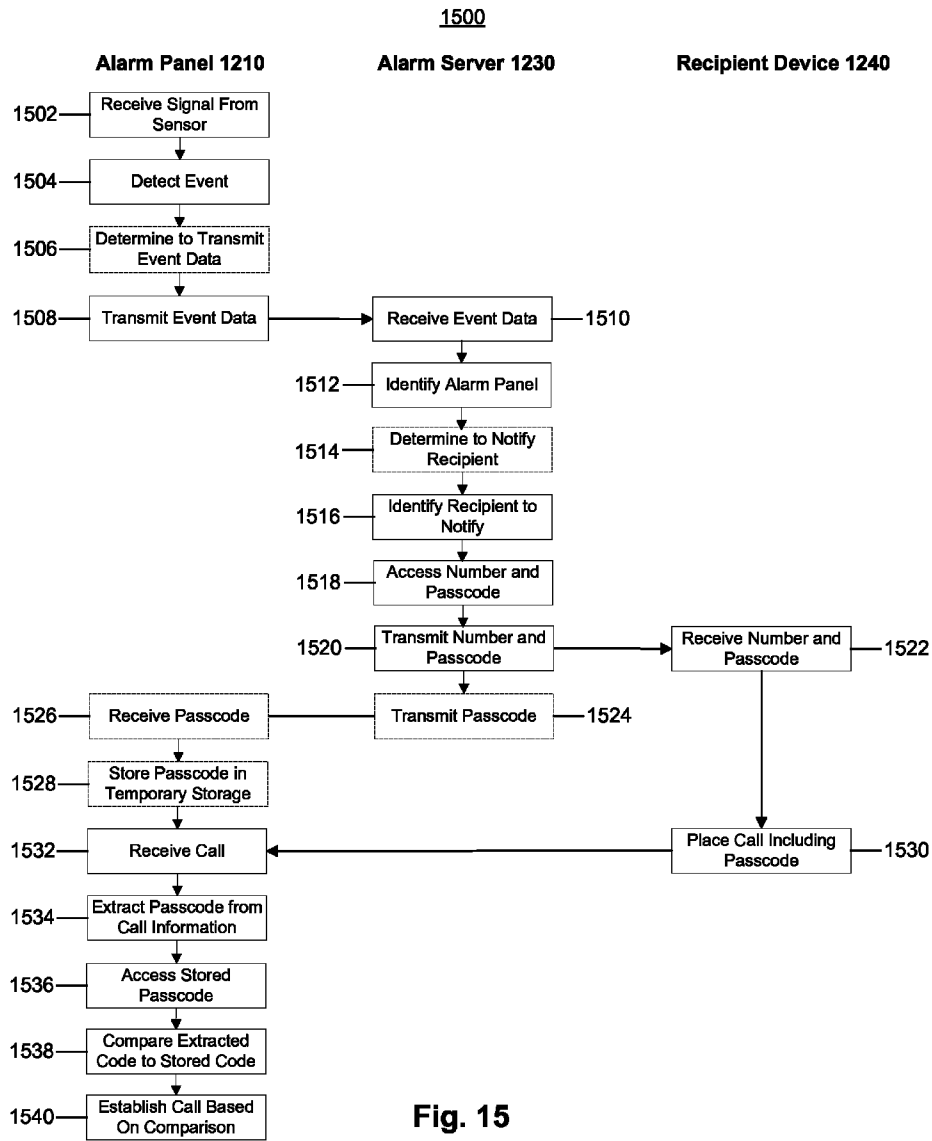 1500
Alarm Panel 1210
Alarm Server 1230
Recipient Device 1240
1502
Receive Signal From
Sensor
1504
Detect Event
1506
Determine to Transmit
Event Data
1508
Transmit Event Data
Receive Event Data
1510
1512
Identify Alarm Panel
1514
Determine to Notify
Recipient
1516
Identify Recipient to
Notify
1518
Access Number and
Passcode
1520
Transmit Number and
Passcode
Receive Number and
Passcode
1522
1526
Receive Passcode
Transmit Passcode
1524
1528
Store Passcode in
Temporary Storage
1532
Receive Call
Place Call Including
Passcode
1530
1534
Extract Passcode from
Call Information
1536
Access Stored
Passcode
1538
Compare Extracted
Code to Stored Code
1540
Establish Call Based
On Comparison
Fig. 15